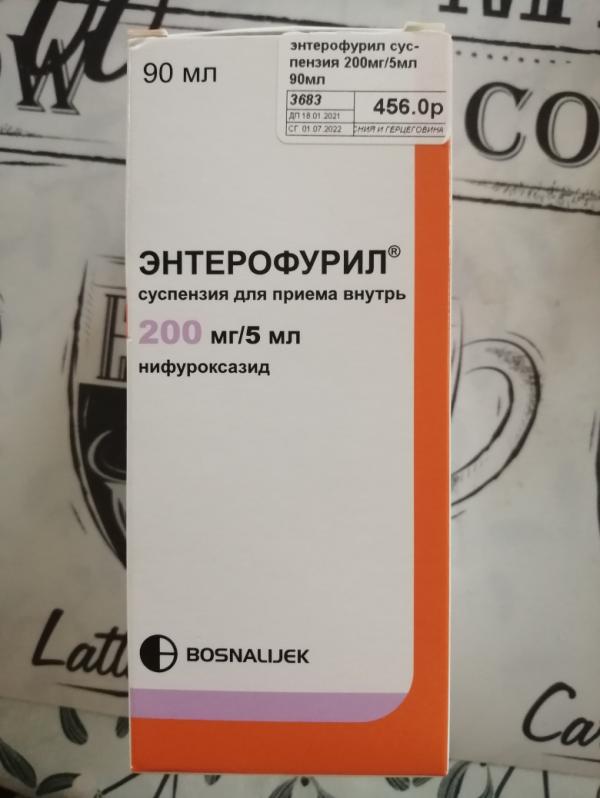 90 мл
энтерофурил сус-
пензия 200мг/5мл
90мл
3683
456.0р
ДП 18.01.2021
СГ 01.07.2022
СНИЯ И ГЕРЦЕГОВИНА
CO
ЭНТЕРОФУРИЛ®
суспензия для приема внутрь
200 мг/5 мл
нифуроксазид
BOSNALIJEK
Latt
Ca